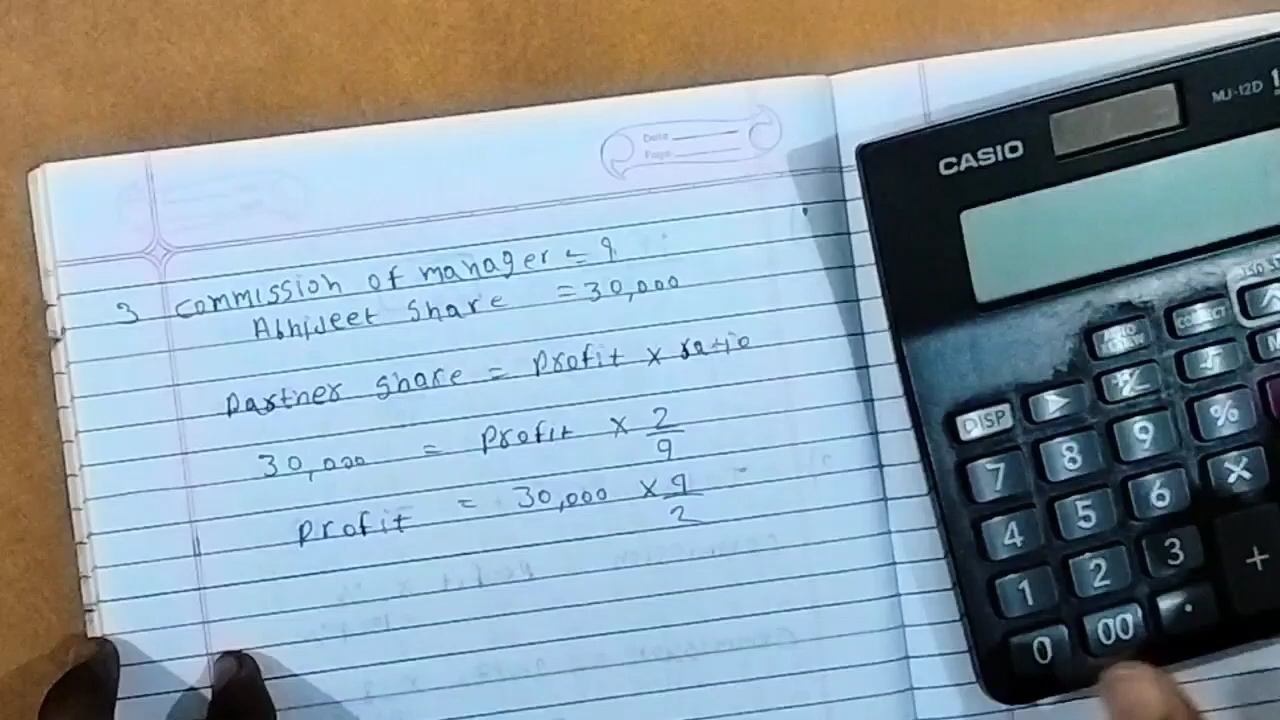 Date
Page
3 Commission of manager = ?
Abhijeet Share = 30,000
Partner share = Profit × ratio
30,000 = Profit × 2/9
Profit = 30,000 × 9/2
CASIO
MJ-12D
DISP
7 8 9 %
4 5 6 ×
1 2 3 +
0 00 ·